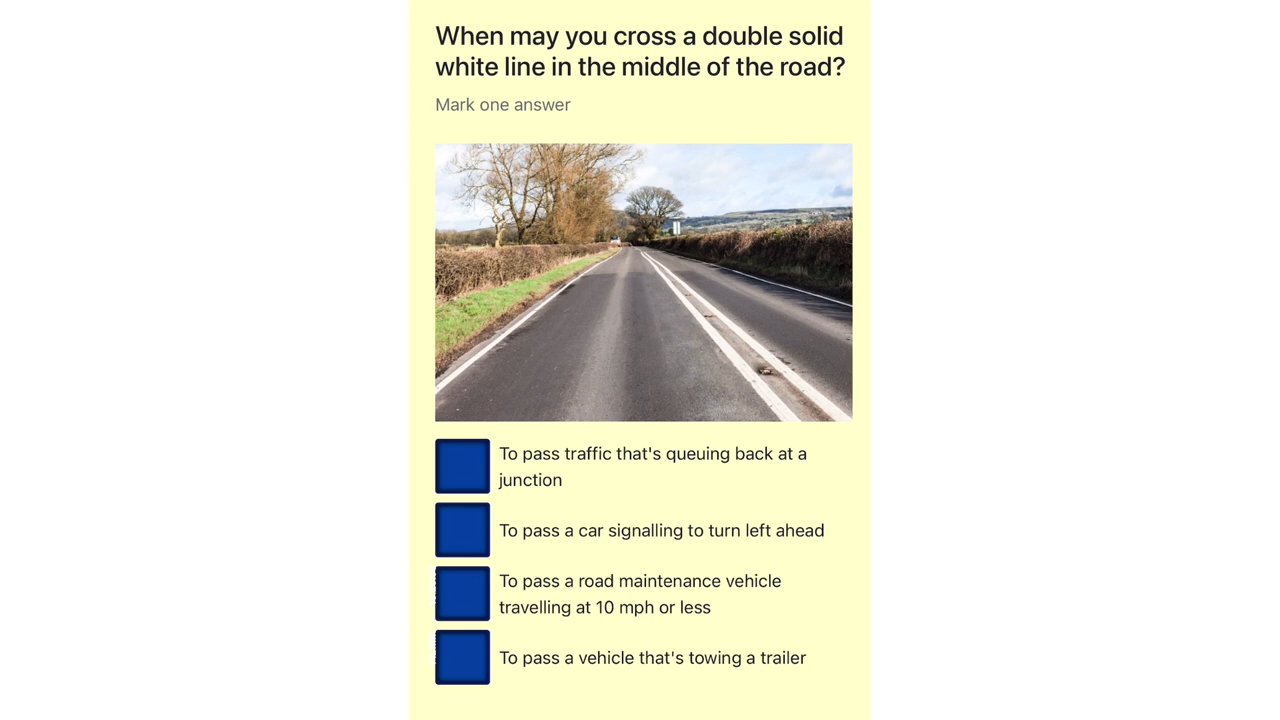 When may you cross a double solid
white line in the middle of the road?
Mark one answer
To pass traffic that's queuing back at a
junction
To pass a car signalling to turn left ahead
To pass a road maintenance vehicle
travelling at 10 mph or less
To pass a vehicle that's towing a trailer